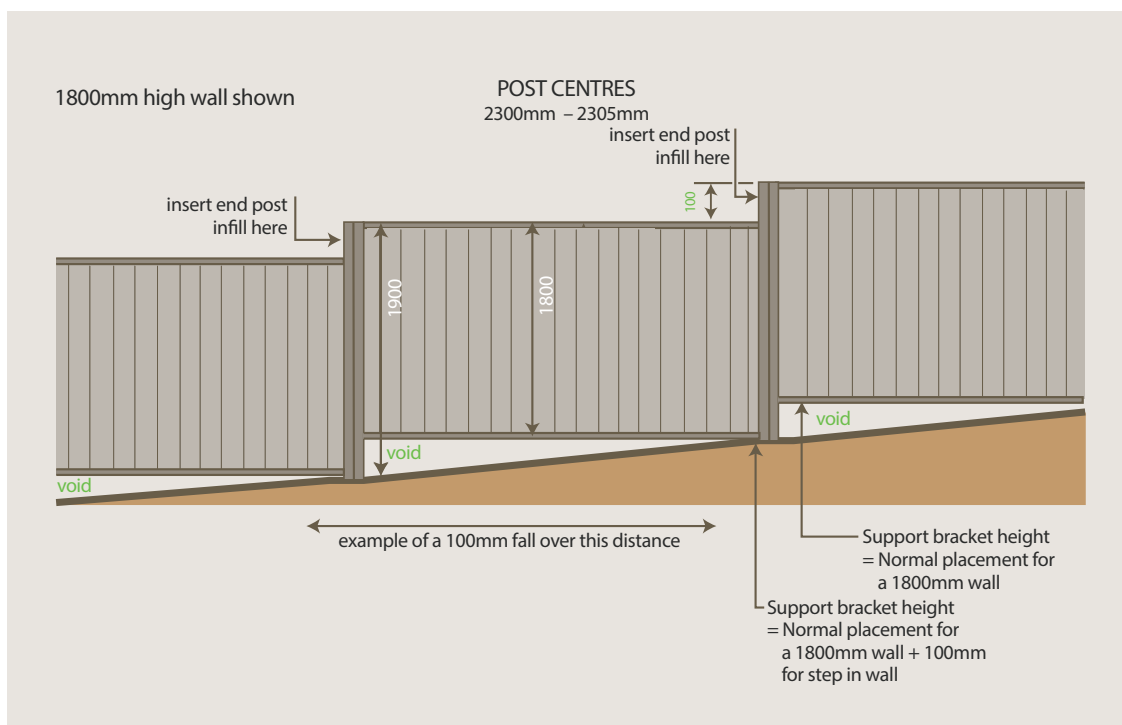 1800mm high wall shown
POST CENTRES
2300mm – 2305mm
insert end post
infill here
insert end post
infill here
100
1900
1800
void
void
void
example of a 100mm fall over this distance
Support bracket height
= Normal placement for
a 1800mm wall
Support bracket height
= Normal placement for
a 1800mm wall + 100mm
for step in wall